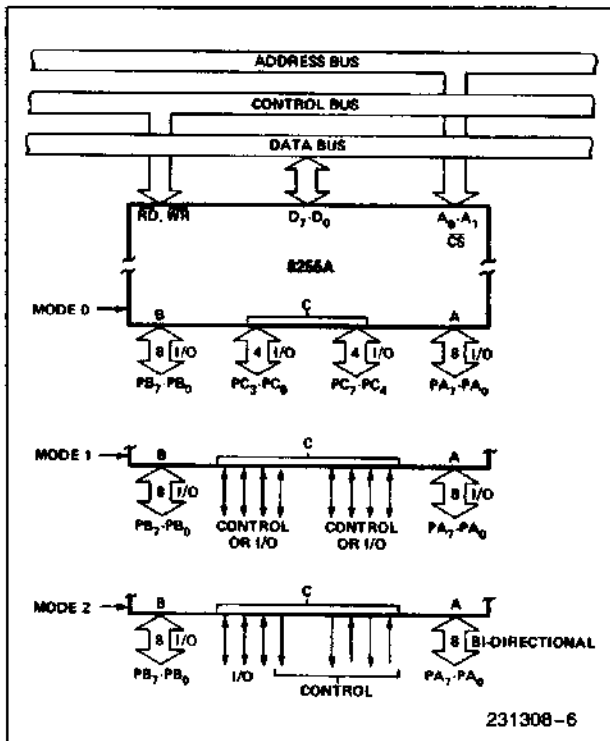 ADDRESS BUS
CONTROL BUS
DATA BUS
RD, WR D7-D0 A0-A1
CS
8255A
MODE 0 B C A
8 I/O 4 I/O 4 I/O 8 I/O
PB7-PB0 PC3-PC0 PC7-PC4 PA7-PA0
MODE 1 B C A
8 I/O 8 I/O
PB7-PB0 CONTROL OR I/O CONTROL OR I/O PA7-PA0
MODE 2 B C A
8 I/O 8 BI-DIRECTIONAL
PB7-PB0 I/O CONTROL PA7-PA0
231308-6